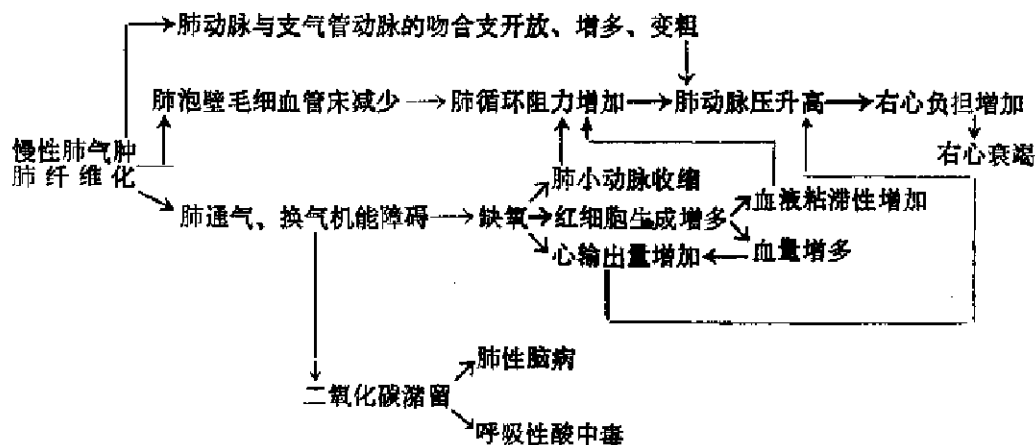 肺动脉与支气管动脉的吻合支开放、增多、变粗
肺泡壁毛细血管床减少
肺循环阻力增加
肺动脉压升高
右心负担增加
慢性肺气肿
肺纤维化
右心衰竭
肺小动脉收缩
肺通气、换气机能障碍
缺氧
红细胞生成增多
血液粘滞性增加
心输出量增加
血量增多
肺性脑病
二氧化碳潴留
呼吸性酸中毒